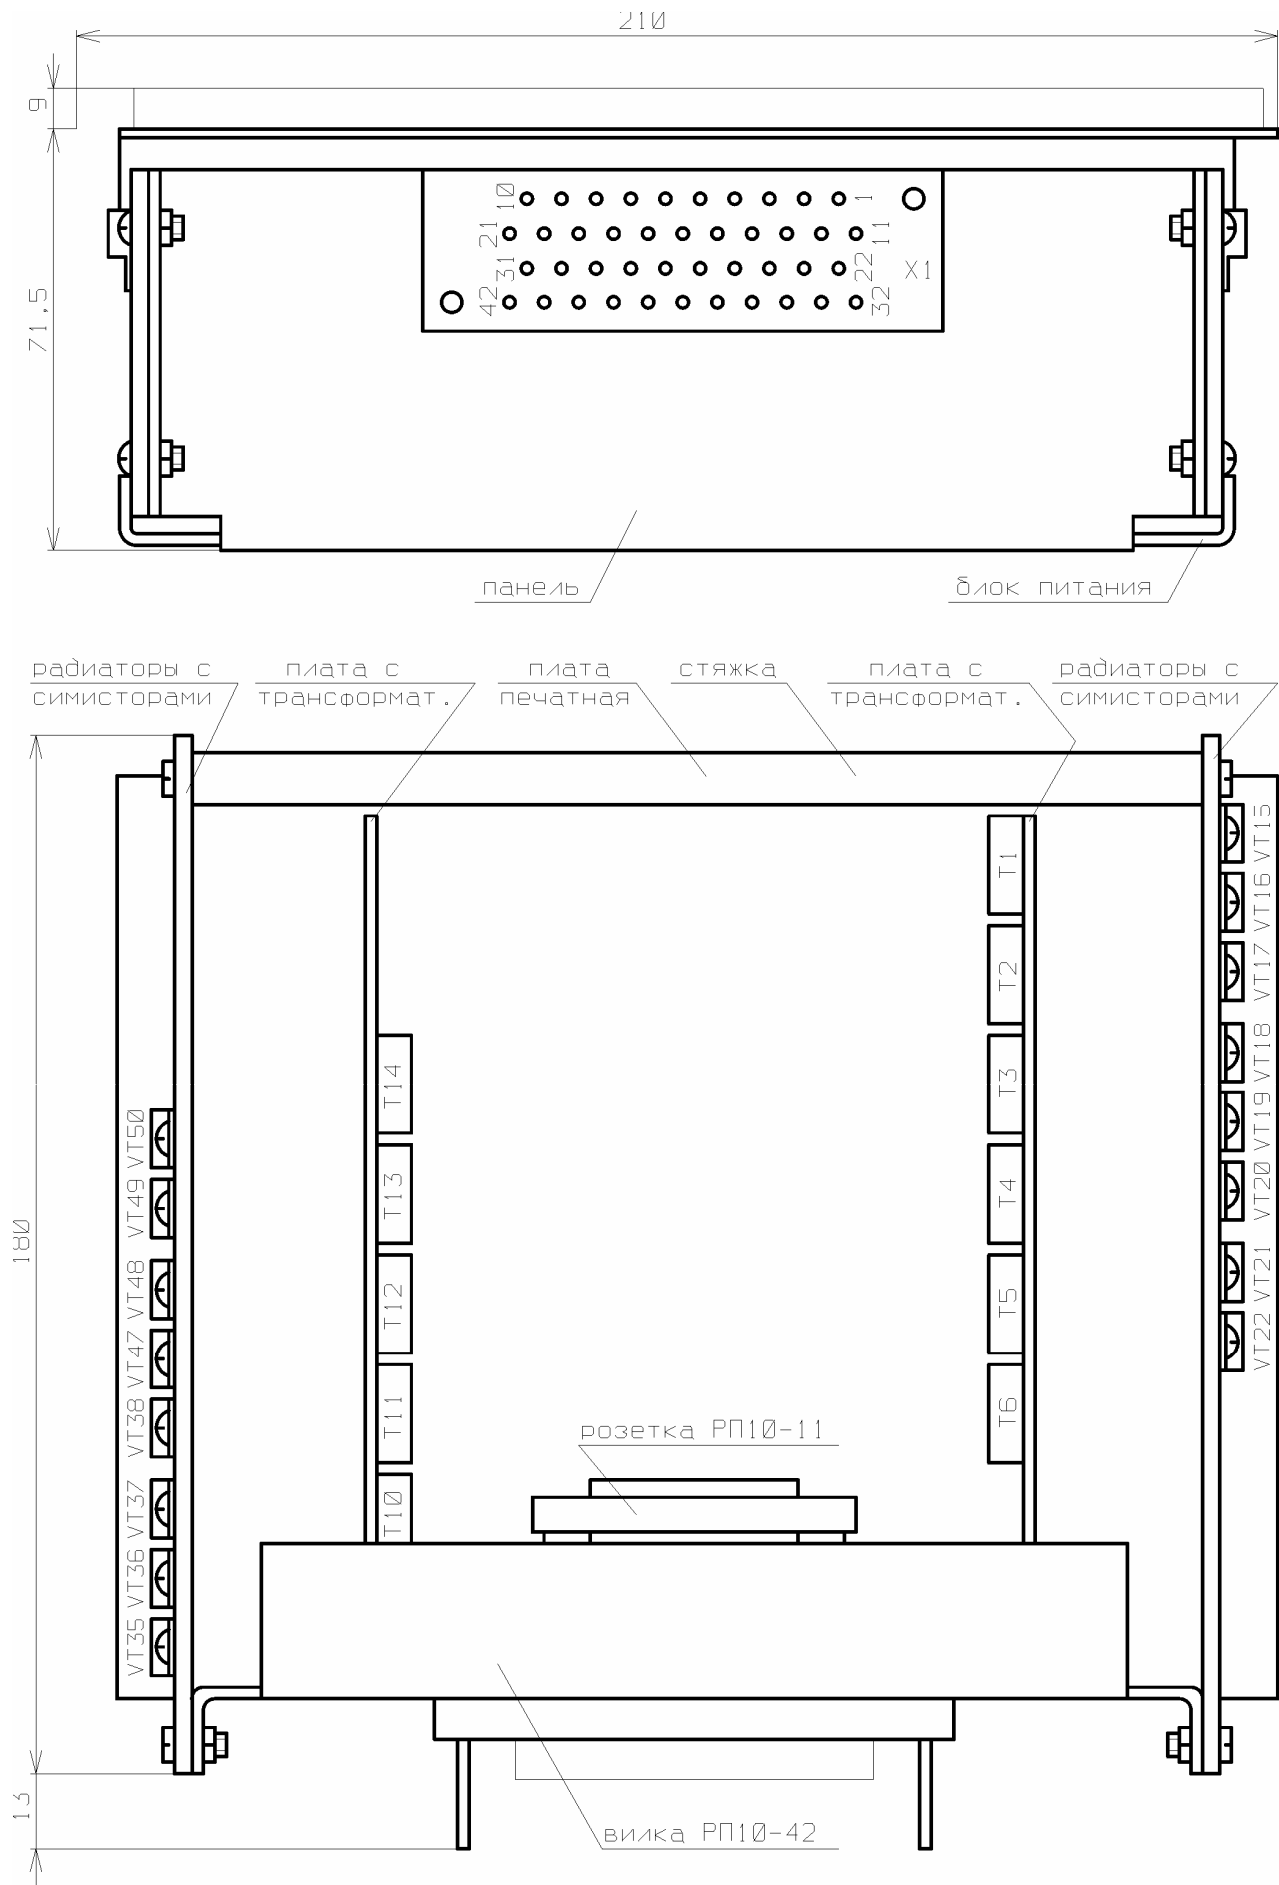 210
9
10
1
21
11
31
22
X1
42
32
71,5
панель
блок питания
радиаторы с
симисторами
плата с
трансформат.
плата
печатная
стяжка
плата с
трансформат.
радиаторы с
симисторами
T1
T2
T3
T4
T5
T6
VT15
VT16
VT17
VT18
VT19
VT20
VT21
VT22
T14
T13
T12
T11
T10
VT50
VT49
VT48
VT47
VT38
VT37
VT36
VT35
180
розетка РП10-11
13
вилка РП10-42